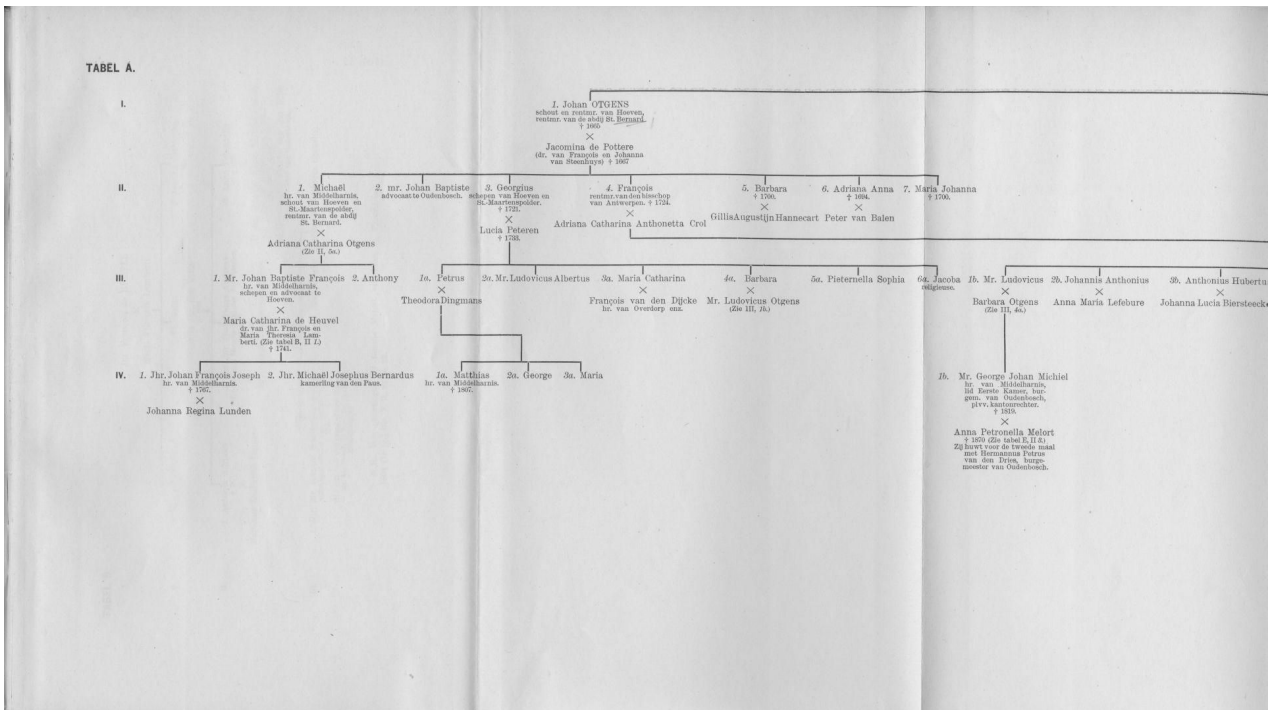 TABEL A.
I.
1. Johan OTGENS
schout en rentmr. van Hoeven,
rentmr. van de abdij St. Bernard.
† 1665
×
Jacomina de Pottere
(dr. van François en Johanna
van Steenhuys) † 1667
II.
1. Michaël
hr. van Middelharnis,
schout van Hoeven en
St.-Maartenspolder,
rentmr. van de abdij
St. Bernard.
×
Adriana Catharina Otgens
(Zie II, 5a.)
2. mr. Johan Baptiste
advocaat te Oudenbosch.
3. Georgius
schepen van Hoeven en
St.-Maartenspolder.
† 1721.
×
Lucia Peteren
† 1733.
4. François
rentmr. van den bisschop
van Antwerpen. † 1724.
×
Adriana Catharina Anthonetta Crol
5. Barbara
† 1700.
×
Gillis Augustijn Hannecart
6. Adriana Anna
† 1694.
×
Peter van Balen
7. Maria Johanna
† 1700.
III.
1. Mr. Johan Baptiste François
hr. van Middelharnis,
schepen en advocaat te
Hoeven.
×
Maria Catharina de Heuvel
dr. van jhr. François en
Maria Theresia Lam-
berti. (Zie tabel B, II 1.)
† 1741.
2. Anthony
1a. Petrus
×
Theodora Dingmans
2a. Mr. Ludovicus Albertus
3a. Maria Catharina
×
François van den Dijcke
hr. van Overdorp enz.
4a. Barbara
×
Mr. Ludovicus Otgens
(Zie III, 1b.)
5a. Pieternella Sophia
6a. Jacoba
religieuse.
1b. Mr. Ludovicus
×
Barbara Otgens
(Zie III, 4a.)
2b. Johannis Anthonius
×
Anna Maria Lefebure
3b. Anthonius Hubertu
×
Johanna Lucia Biersteeck
IV.
1. Jhr. Johan François Joseph
hr. van Middelharnis.
† 1767.
×
Johanna Regina Lunden
2. Jhr. Michaël Josephus Bernardus
kamerling van den Paus.
1a. Matthias
hr. van Middelharnis.
† 1807.
2a. George
3a. Maria
1b. Mr. George Johan Michiel
hr. van Middelharnis,
lid Eerste Kamer, bur-
gem. van Oudenbosch,
plvv. kantonrechter.
† 1819.
×
Anna Petronella Melort
† 1870 (Zie tabel E, II 8.)
Zij huwt voor de tweede maal
met Hermannus Petrus
van den Dries, burge-
meester van Oudenbosch.